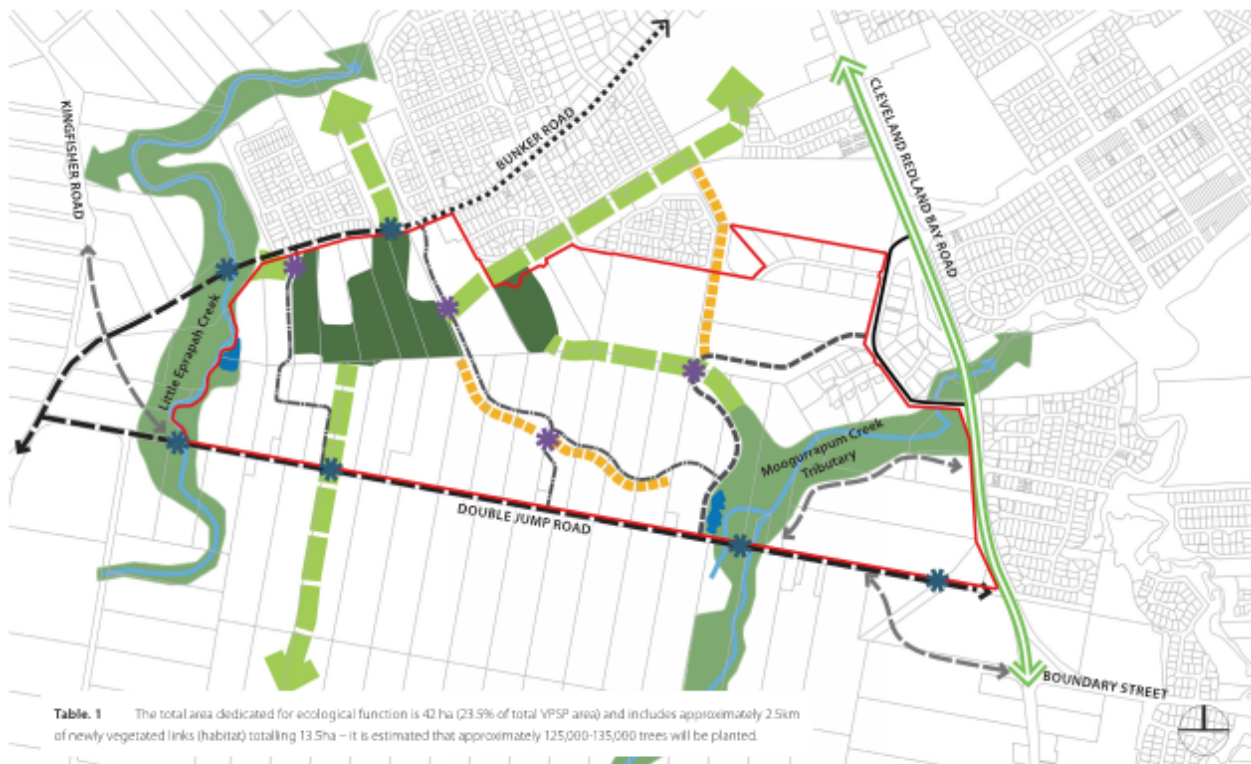 BUNKER ROAD
KINGFISHER ROAD
CLEVELAND REDLAND BAY ROAD
Little Eprapah Creek
Moogurrapum Creek
Tributary
DOUBLE JUMP ROAD
BOUNDARY STREET
Table. 1 The total area dedicated for ecological function is 42 ha (23.5% of total VPSP area) and includes approximately 2.5km
of newly vegetated links (habitat) totalling 13.5ha – it is estimated that approximately 125,000-135,000 trees will be planted.